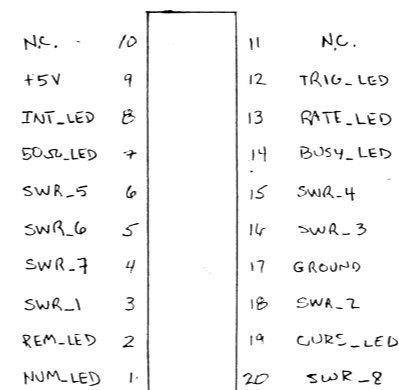 N.C. 10 11 N.C.
+5V 9 12 TRIG_LED
INT_LED 8 13 RATE_LED
50Ω_LED 7 14 BUSY_LED
SWR_5 6 15 SWR_4
SWR_6 5 16 SWR_3
SWR_7 4 17 GROUND
SWR_1 3 18 SWR_2
REM_LED 2 19 CURS_LED
NUM_LED 1 20 SWR_8